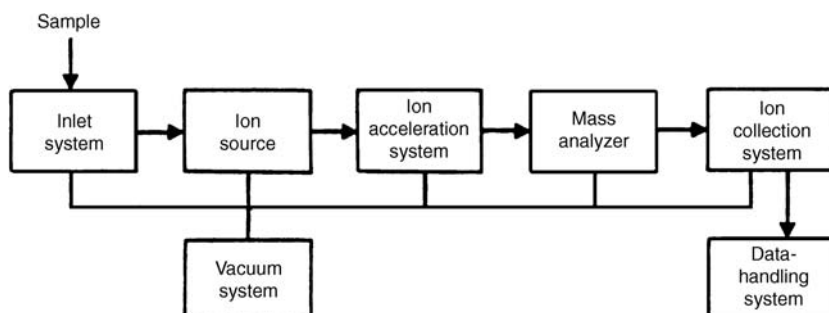 Sample
Inlet
system
Ion
source
Ion
acceleration
system
Mass
analyzer
Ion
collection
system
Vacuum
system
Data-
handling
system